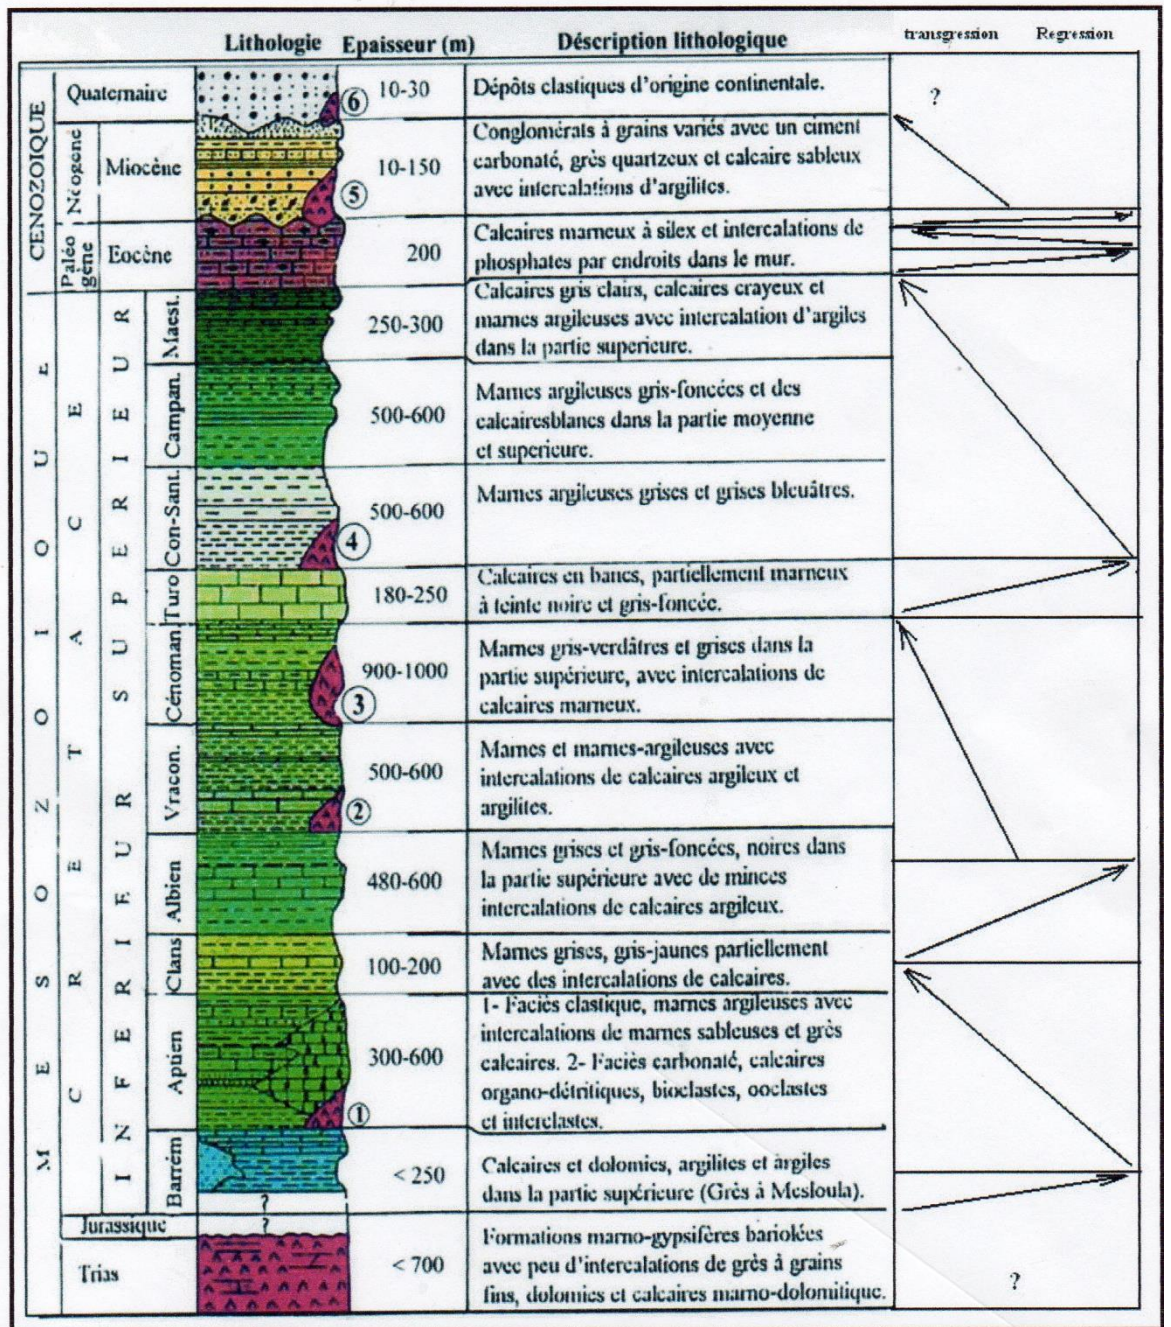 Lithologie Epaisseur (m) Déscription lithologique transgression Regression
CENOZOIQUE
Néogène
Paléo
gène
MESOZOIQUE
CRETACE
SUPERIEUR
INFERIEUR
Quaternaire
6
10-30
Dépôts clastiques d'origine continentale.
?
Miocène
5
10-150
Conglomérats à grains variés avec un ciment
carbonaté, grès quartzeux et calcaire sableux
avec intercalations d'argilites.
Eocène
200
Calcaires marneux à silex et intercalations de
phosphates par endroits dans le mur.
Maest.
250-300
Calcaires gris clairs, calcaires crayeux et
marnes argileuses avec intercalation d'argiles
dans la partie superieure.
Campan.
500-600
Marnes argileuses gris-foncées et des
calcairesblancs dans la partie moyenne
et superieure.
Con-Sant.
4
500-600
Marnes argileuses grises et grises bleuâtres.
Turo
180-250
Calcaires en bancs, partiellement marneux
à teinte noire et gris-foncée.
Cénoman
3
900-1000
Marnes gris-verdâtres et grises dans la
partie supérieure, avec intercalations de
calcaires marneux.
Vracon.
2
500-600
Marnes et marnes-argileuses avec
intercalations de calcaires argileux et
argilites.
Albien
480-600
Marnes grises et gris-foncées, noires dans
la partie supérieure avec de minces
intercalations de calcaires argileux.
Clans
100-200
Marnes grises, gris-jaunes partiellement
avec des intercalations de calcaires.
Aptien
1
300-600
1- Faciès clastique, marnes argileuses avec
intercalations de marnes sableuses et grès
calcaires. 2- Faciès carbonaté, calcaires
organo-détritiques, bioclastes, ooclastes
et interclastes.
Barrém
< 250
Calcaires et dolomies, argilites et argiles
dans la partie supérieure (Grès à Mesloula).
?
Jurassique
?
Trias
< 700
Formations marno-gypsifères bariolées
avec peu d'intercalations de grès à grains
fins, dolomies et calcaires marno-dolomitique.
?